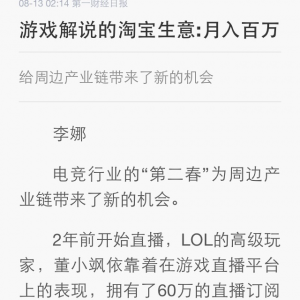 08-13 02:14 第一财经日报
游戏解说的淘宝生意:月入百万
给周边产业链带来了新的机会
李娜
电竞行业的“第二春”为周边产
业链带来了新的机会。
2年前开始直播，LOL的高级玩
家，董小飒依靠着在游戏直播平台
上的表现，拥有了60万的直播订阅